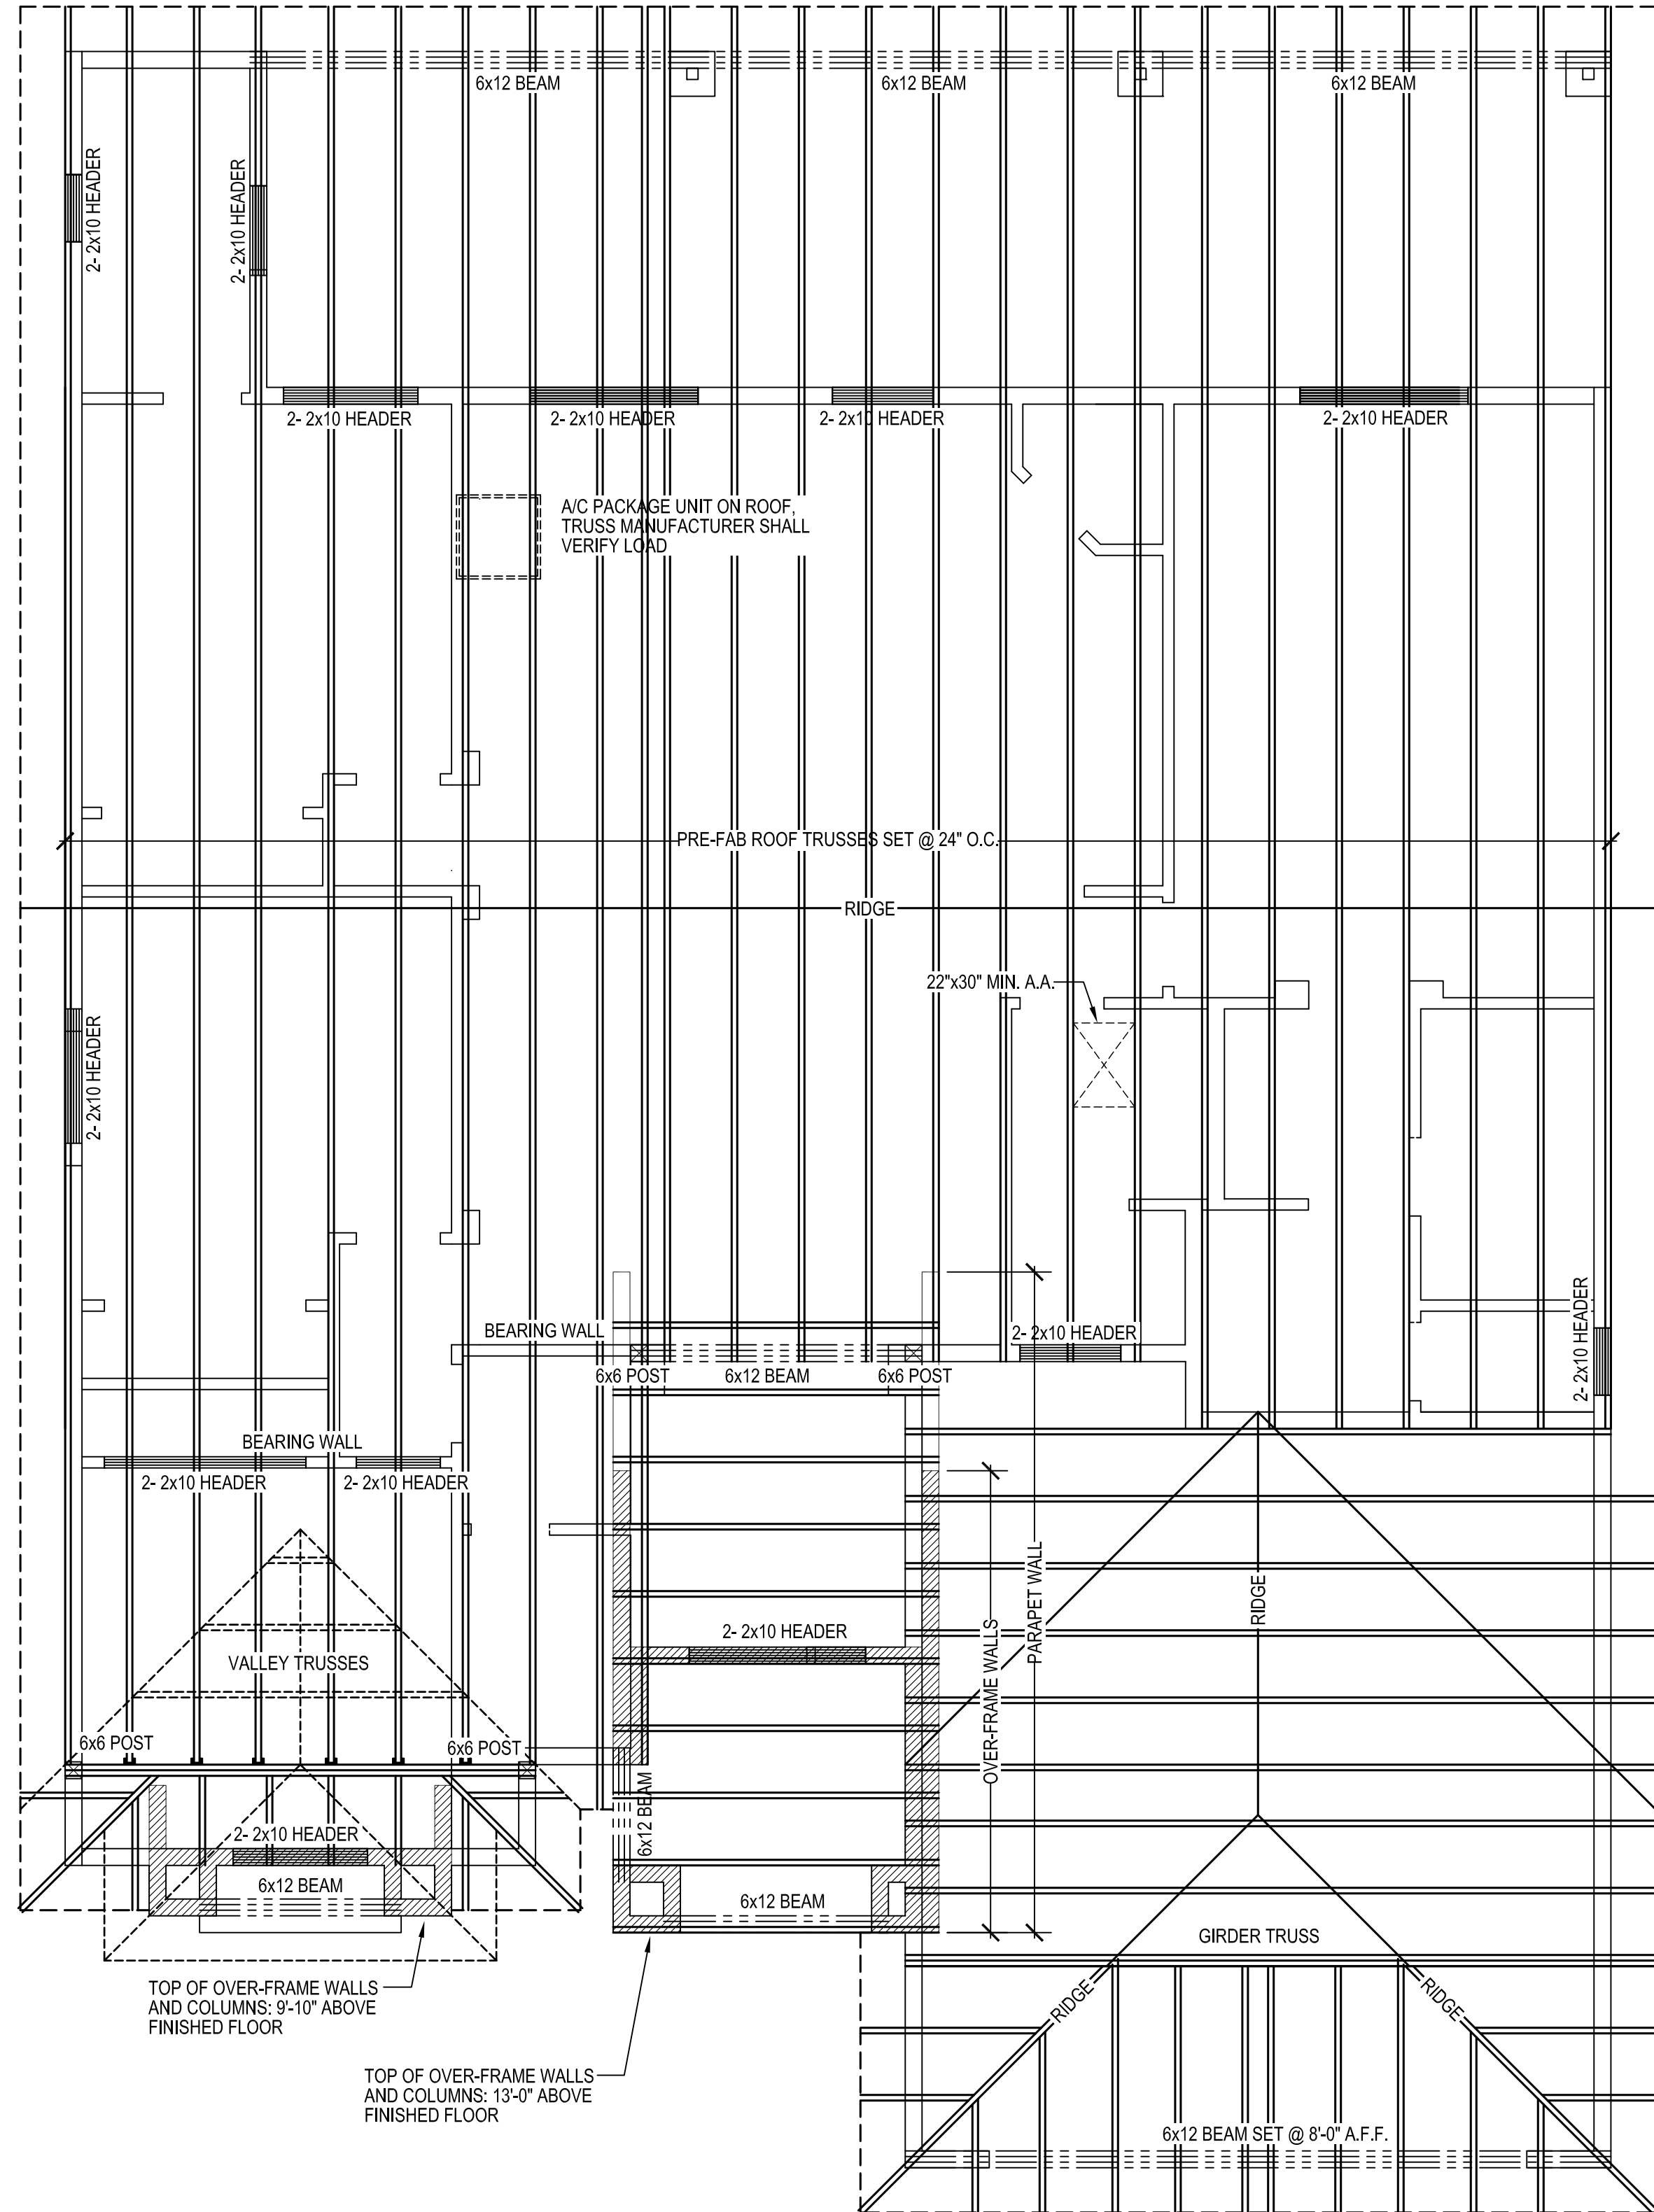 6x12 BEAM
6x12 BEAM
6x12 BEAM
2- 2x10 HEADER
2- 2x10 HEADER
2- 2x10 HEADER
2- 2x10 HEADER
2- 2x10 HEADER
2- 2x10 HEADER
A/C PACKAGE UNIT ON ROOF,
TRUSS MANUFACTURER SHALL
VERIFY LOAD
PRE-FAB ROOF TRUSSES SET @ 24" O.C.
RIDGE
22"x30" MIN. A.A.
2- 2x10 HEADER
BEARING WALL
2- 2x10 HEADER
2- 2x10 HEADER
6x6 POST
6x12 BEAM
6x6 POST
BEARING WALL
2- 2x10 HEADER
2- 2x10 HEADER
PARAPET WALL
RIDGE
2- 2x10 HEADER
OVER-FRAME WALLS
VALLEY TRUSSES
6x6 POST
6x6 POST
6x12 BEAM
2- 2x10 HEADER
6x12 BEAM
6x12 BEAM
GIRDER TRUSS
TOP OF OVER-FRAME WALLS
AND COLUMNS: 9'-10" ABOVE
FINISHED FLOOR
RIDGE
RIDGE
TOP OF OVER-FRAME WALLS
AND COLUMNS: 13'-0" ABOVE
FINISHED FLOOR
6x12 BEAM SET @ 8'-0" A.F.F.